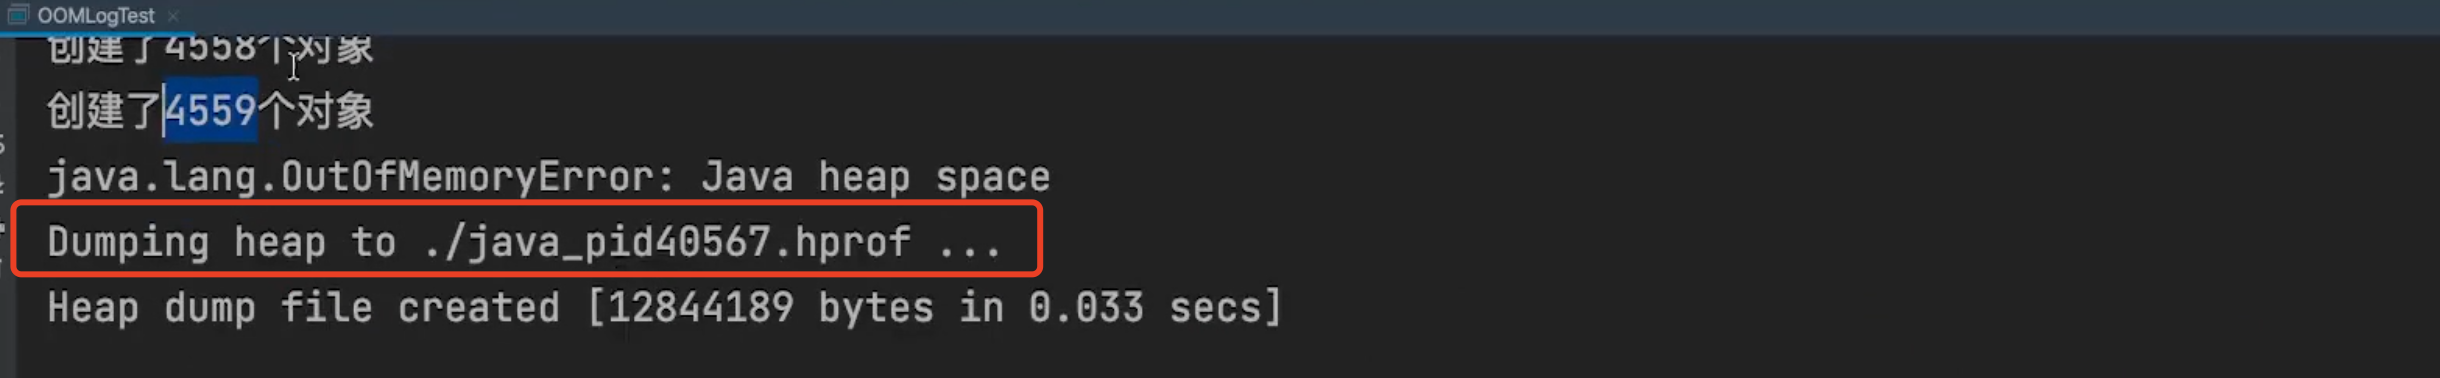 OOMLogTest
创建了4558个对象
创建了4559个对象
java.lang.OutOfMemoryError: Java heap space
Dumping heap to ./java_pid40567.hprof ...
Heap dump file created [12844189 bytes in 0.033 secs]